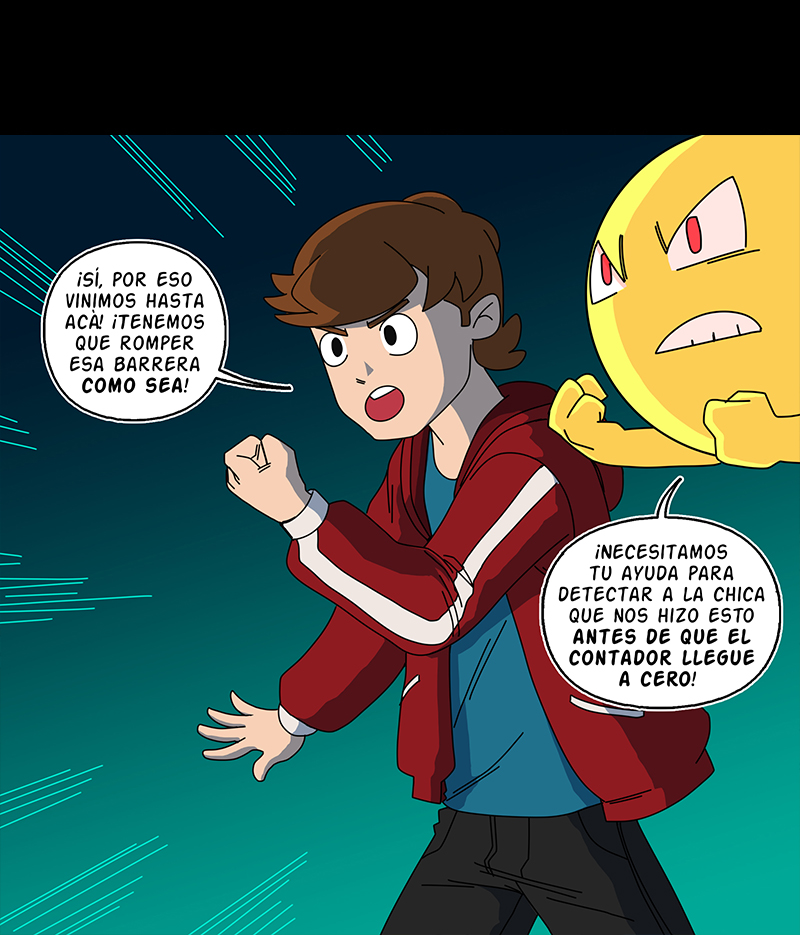 ¡SÍ, POR ESO
VINIMOS HASTA
ACÀ! ¡TENEMOS
QUE ROMPER
ESA BARRERA
COMO SEA!
¡NECESITAMOS
TU AYUDA PARA
DETECTAR A LA CHICA
QUE NOS HIZO ESTO
ANTES DE QUE EL
CONTADOR LLEGUE
A CERO!